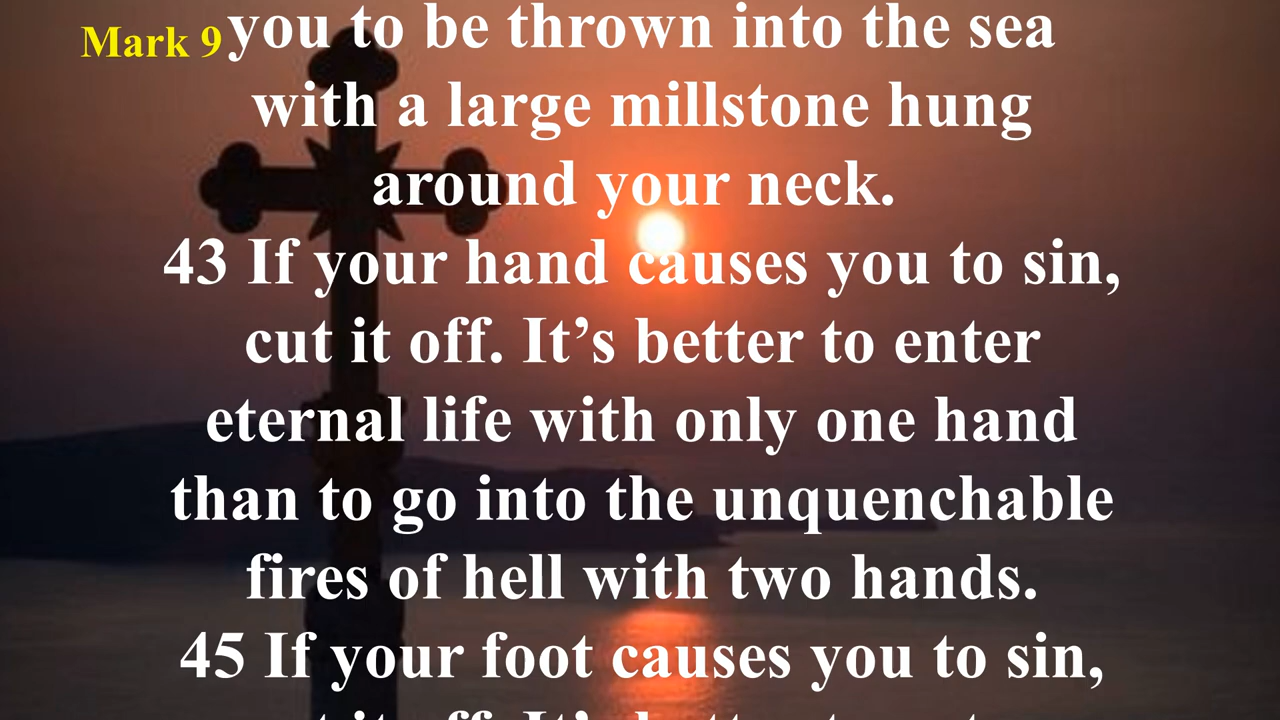 Mark 9
you to be thrown into the sea
with a large millstone hung
around your neck.
43 If your hand causes you to sin,
cut it off. It’s better to enter
eternal life with only one hand
than to go into the unquenchable
fires of hell with two hands.
45 If your foot causes you to sin,